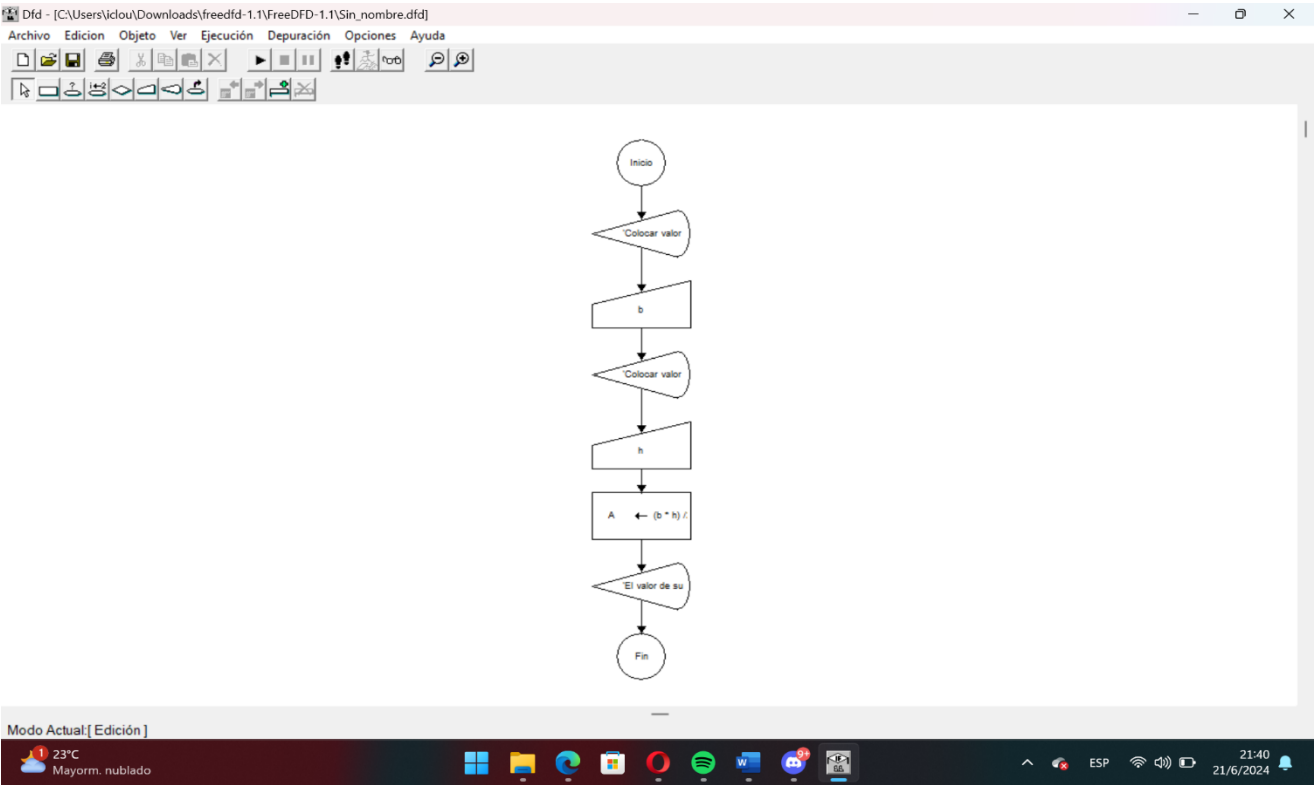 Dfd - [C:\Users\iclou\Downloads\freedfd-1.1\FreeDFD-1.1\Sin_nombre.dfd]
Archivo Edicion Objeto Ver Ejecución Depuración Opciones Ayuda
Inicio
'Colocar valor
b
'Colocar valor
h
A ← (b * h) /
'El valor de su
Fin
Modo Actual:[ Edición ]
1
23°C
Mayorm. nublado
W
9+
ESP
21:40
21/6/2024